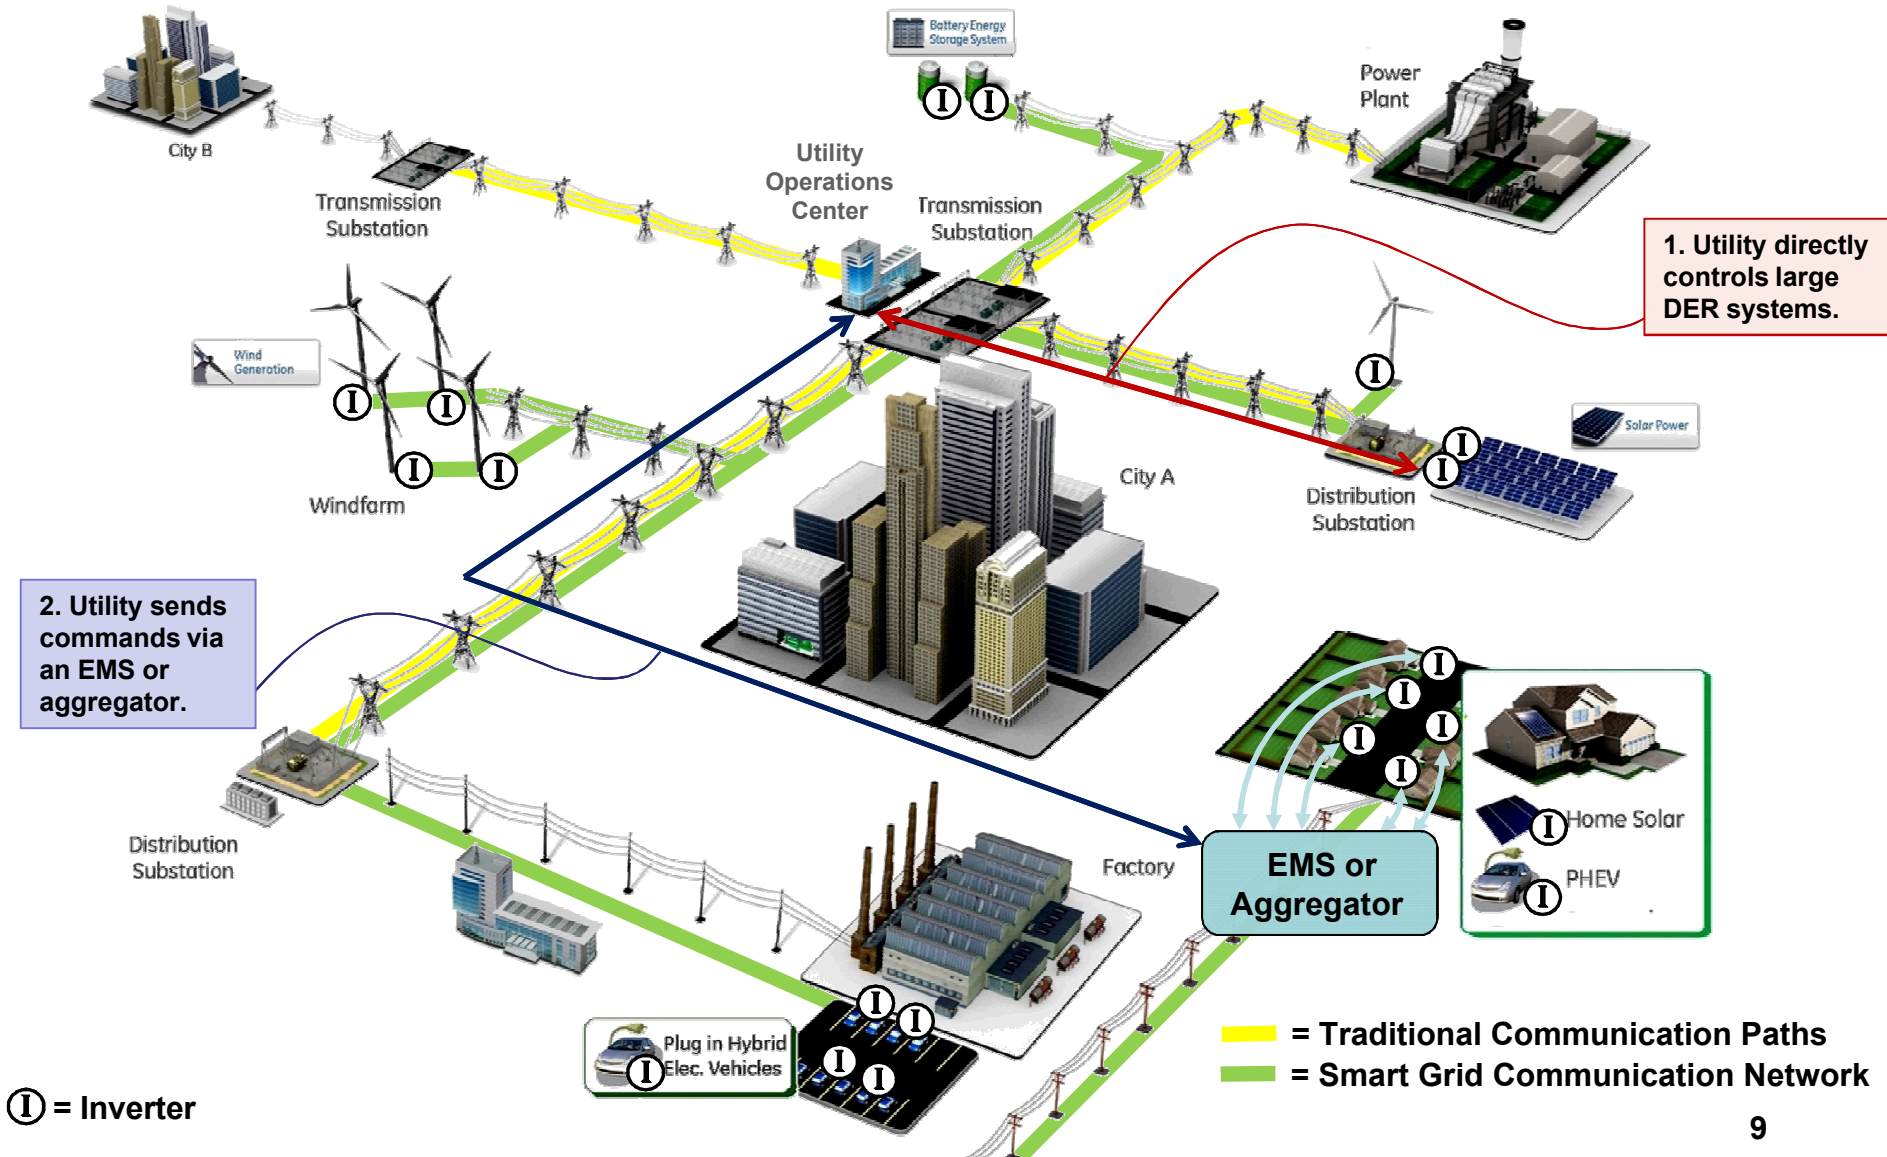 Battery Energy
Storage System
Power
Plant
City B
Utility
Operations
Center
Transmission
Substation
Transmission
Substation
1. Utility directly
controls large
DER systems.
Wind
Generation
Solar Power
City A
Windfarm
Distribution
Substation
2. Utility sends
commands via
an EMS or
aggregator.
I
I
I
I
I
I
I
I
I
I
I
I
I
I
Home Solar
I
PHEV
I
Distribution
Substation
Factory
EMS or
Aggregator
I
I
I
I
Plug in Hybrid
Elec. Vehicles
I
= Traditional Communication Paths
= Smart Grid Communication Network
I = Inverter
9